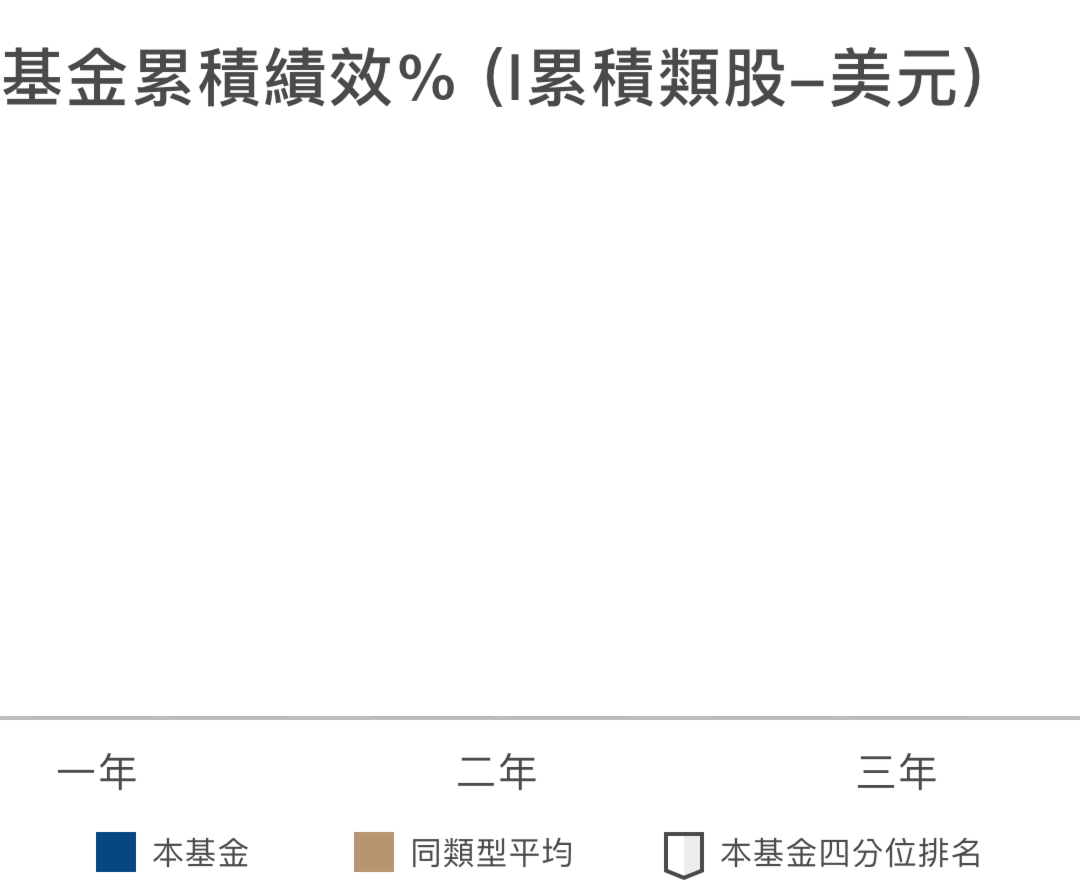 基金累積績效% (I累積類股–美元)
一年 二年 三年
本基金 同類型平均 本基金四分位排名